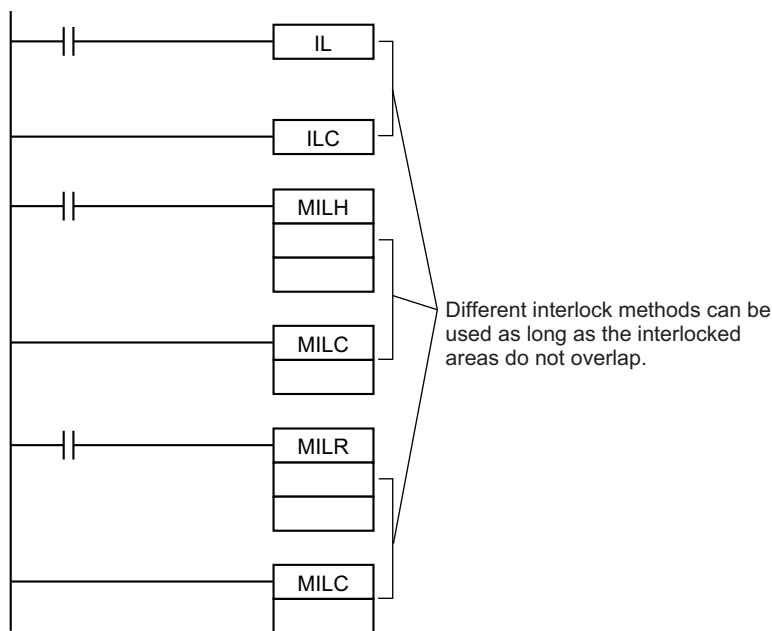 IL
ILC
MILH
MILC
Different interlock methods can be
used as long as the interlocked
areas do not overlap.
MILR
MILC